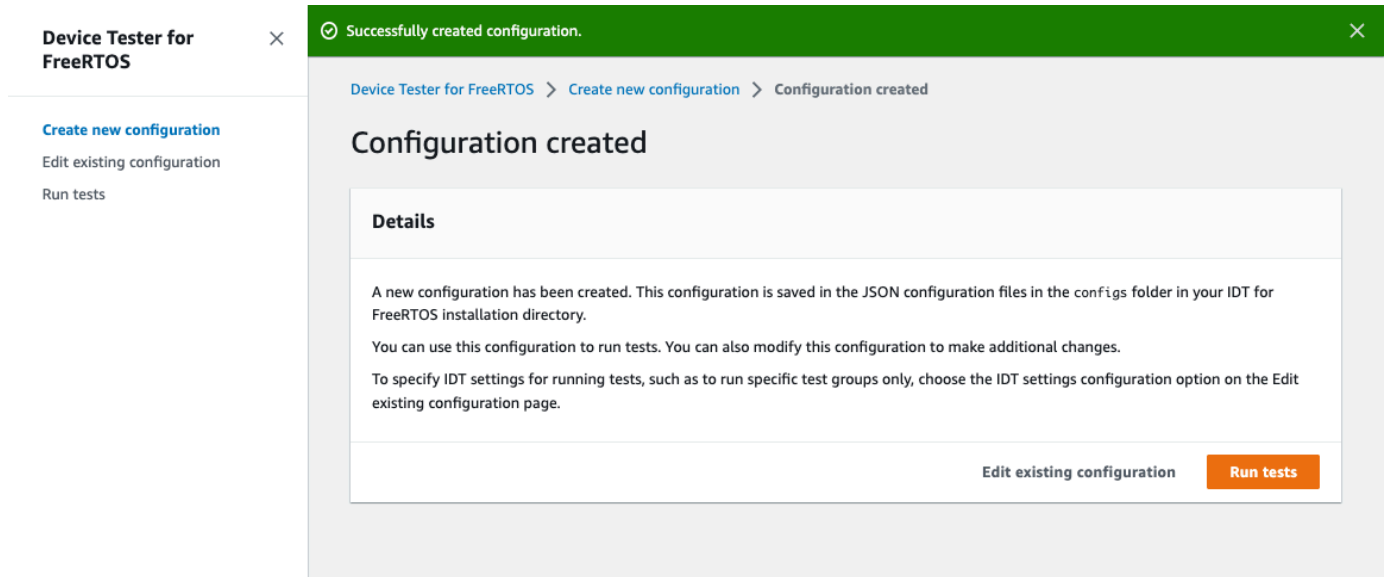 Device Tester for
FreeRTOS
Create new configuration
Edit existing configuration
Run tests
Successfully created configuration.
Device Tester for FreeRTOS > Create new configuration > Configuration created
Configuration created
Details
A new configuration has been created. This configuration is saved in the JSON configuration files in the configs folder in your IDT for
FreeRTOS installation directory.
You can use this configuration to run tests. You can also modify this configuration to make additional changes.
To specify IDT settings for running tests, such as to run specific test groups only, choose the IDT settings configuration option on the Edit
existing configuration page.
Edit existing configuration
Run tests